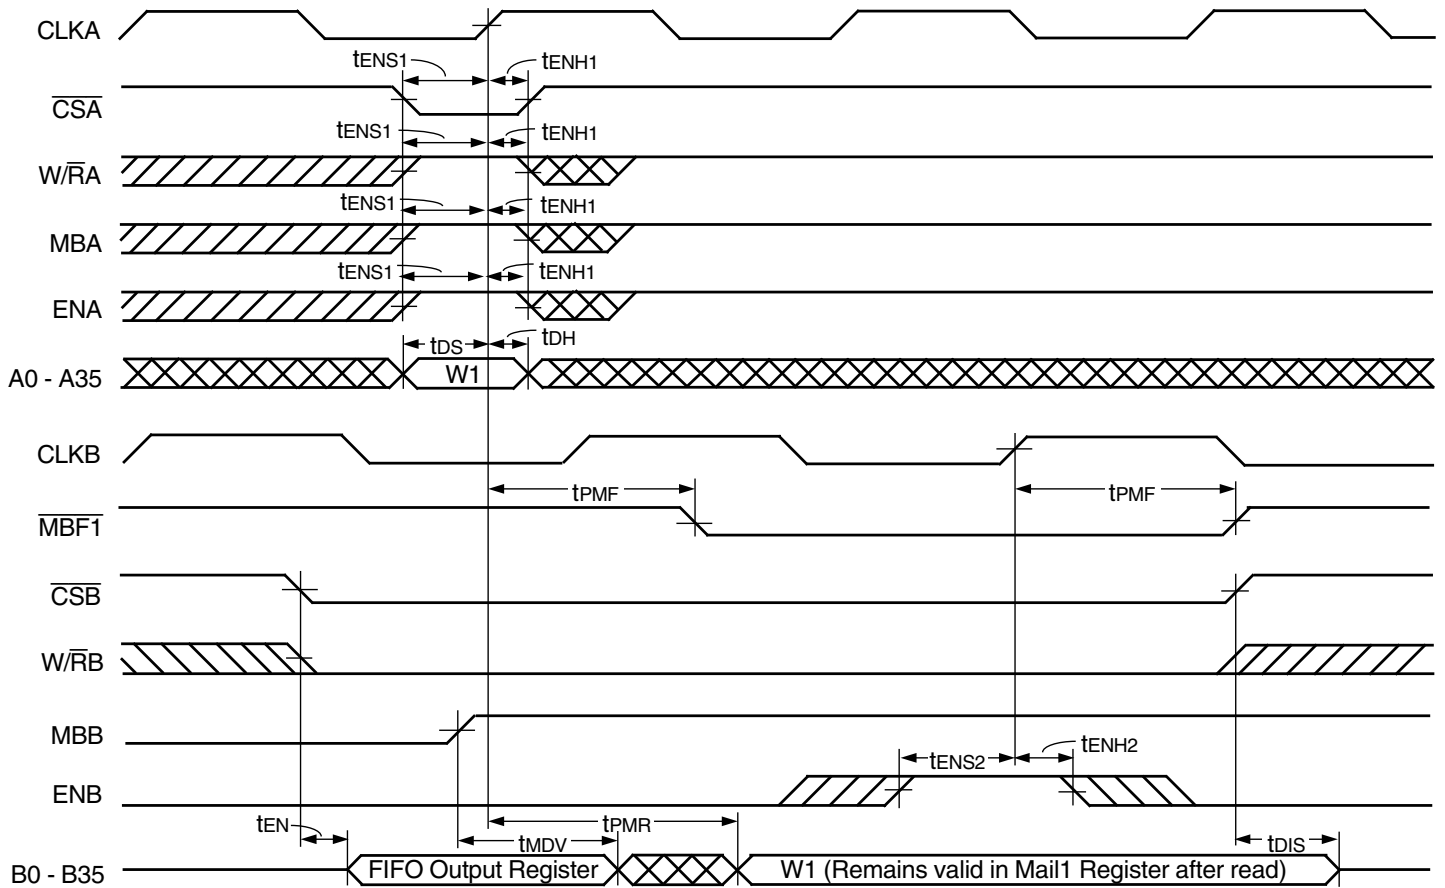 CLKA
tENS1 tENH1
CSA
tENS1 tENH1
W/RA
tENS1 tENH1
MBA
tENS1 tENH1
ENA
tDS tDH
A0 - A35 W1
CLKB
tPMF tPMF
MBF1
CSB
W/RB
MBB
tENS2 tENH2
ENB
tEN tMDV tPMR tDIS
B0 - B35 FIFO Output Register W1 (Remains valid in Mail1 Register after read)